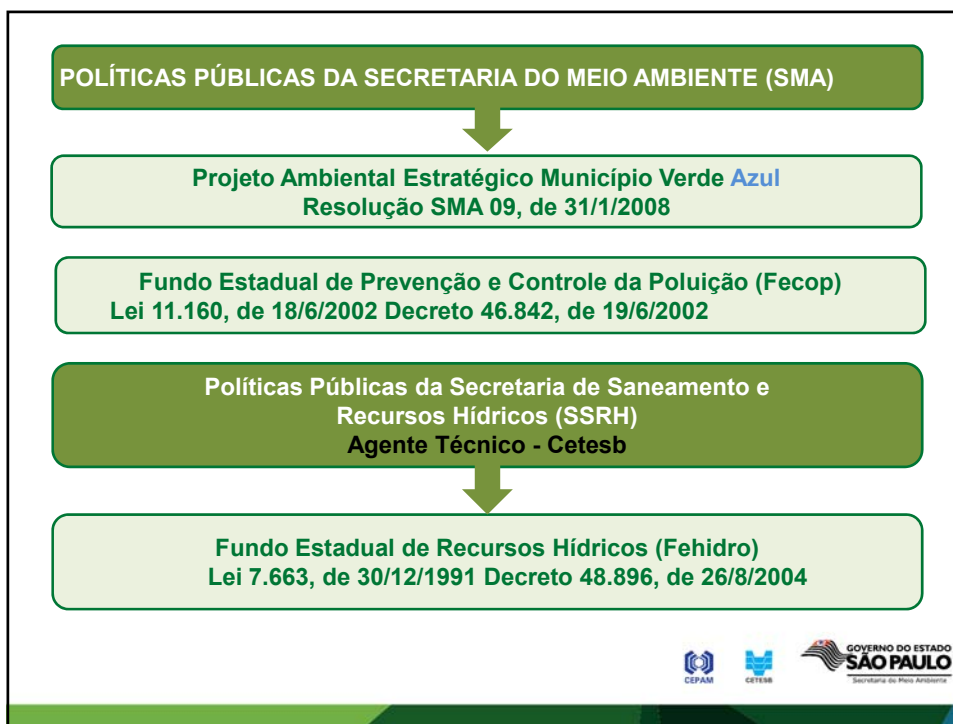 POLÍTICAS PÚBLICAS DA SECRETARIA DO MEIO AMBIENTE (SMA)
Projeto Ambiental Estratégico Município Verde Azul
Resolução SMA 09, de 31/1/2008
Fundo Estadual de Prevenção e Controle da Poluição (Fecop)
Lei 11.160, de 18/6/2002 Decreto 46.842, de 19/6/2002
Políticas Públicas da Secretaria de Saneamento e
Recursos Hídricos (SSRH)
Agente Técnico - Cetesb
Fundo Estadual de Recursos Hídricos (Fehidro)
Lei 7.663, de 30/12/1991 Decreto 48.896, de 26/8/2004
CEPAM
CETESB
GOVERNO DO ESTADO
SÃO PAULO
Secretaria do Meio Ambiente